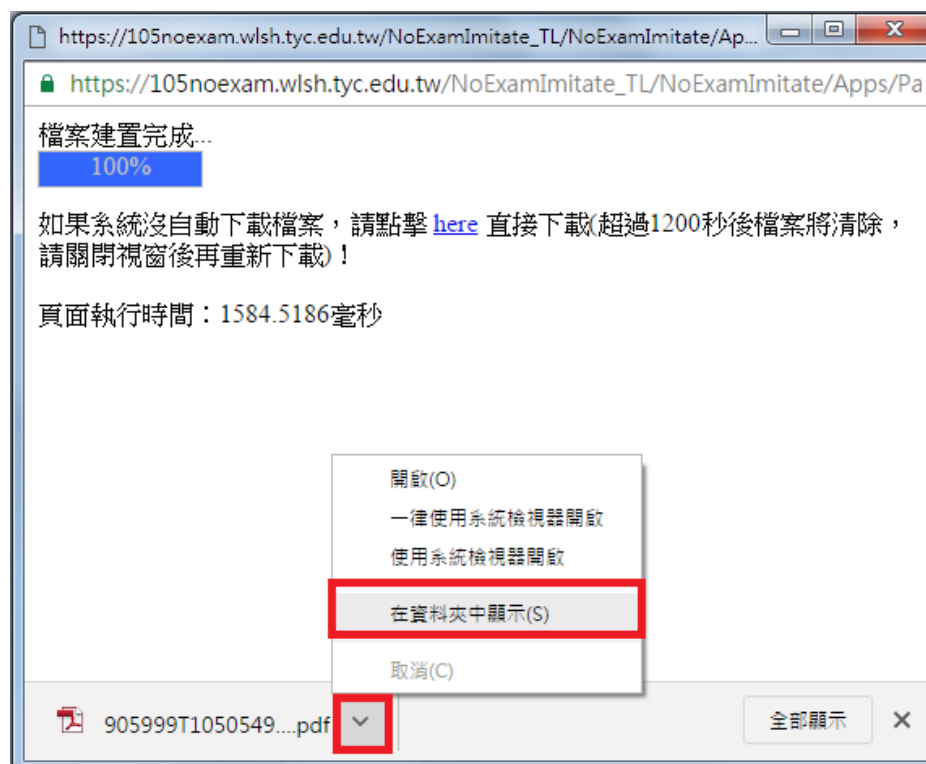 https://105noexam.wlsh.tyc.edu.tw/NoExamImitate_TL/NoExamImitate/Ap...
https://105noexam.wlsh.tyc.edu.tw/NoExamImitate_TL/NoExamImitate/Apps/Pa
檔案建置完成...
100%
如果系統沒自動下載檔案，請點擊 here 直接下載(超過1200秒後檔案將清除，
請關閉視窗後再重新下載)！
頁面執行時間：1584.5186毫秒
開啟(O)
一律使用系統檢視器開啟
使用系統檢視器開啟
在資料夾中顯示(S)
取消(C)
905999T1050549....pdf
全部顯示